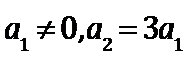 a₁ ≠ 0, a₂ = 3a₁